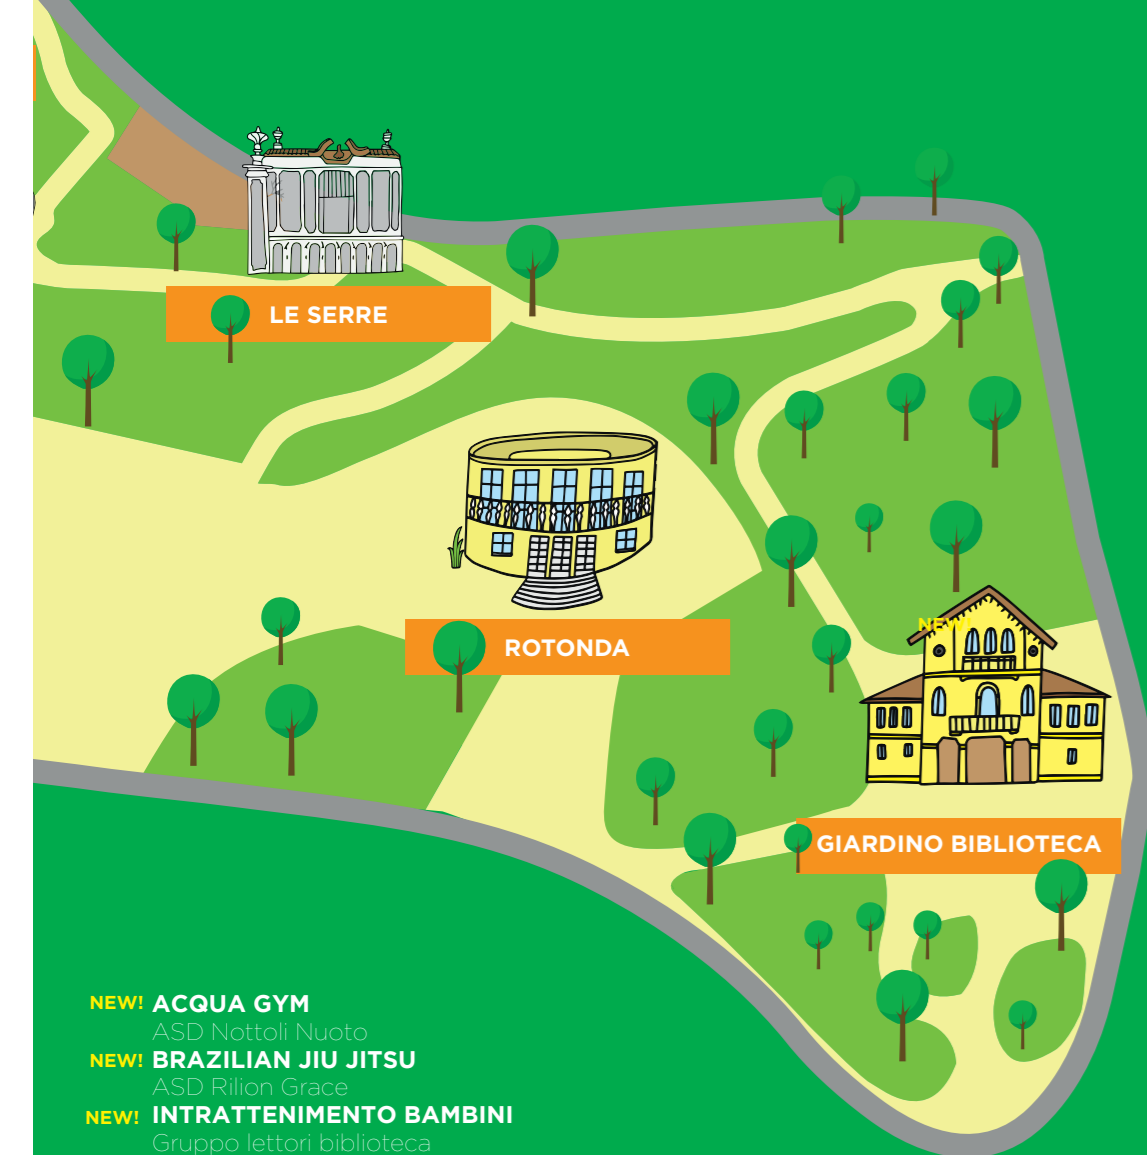 LE SERRE
ROTONDA
NEW!
GIARDINO BIBLIOTECA
NEW! ACQUA GYM
ASD Nottoli Nuoto
NEW! BRAZILIAN JIU JITSU
ASD Rilion Grace
NEW! INTRATTENIMENTO BAMBINI
Gruppo lettori biblioteca